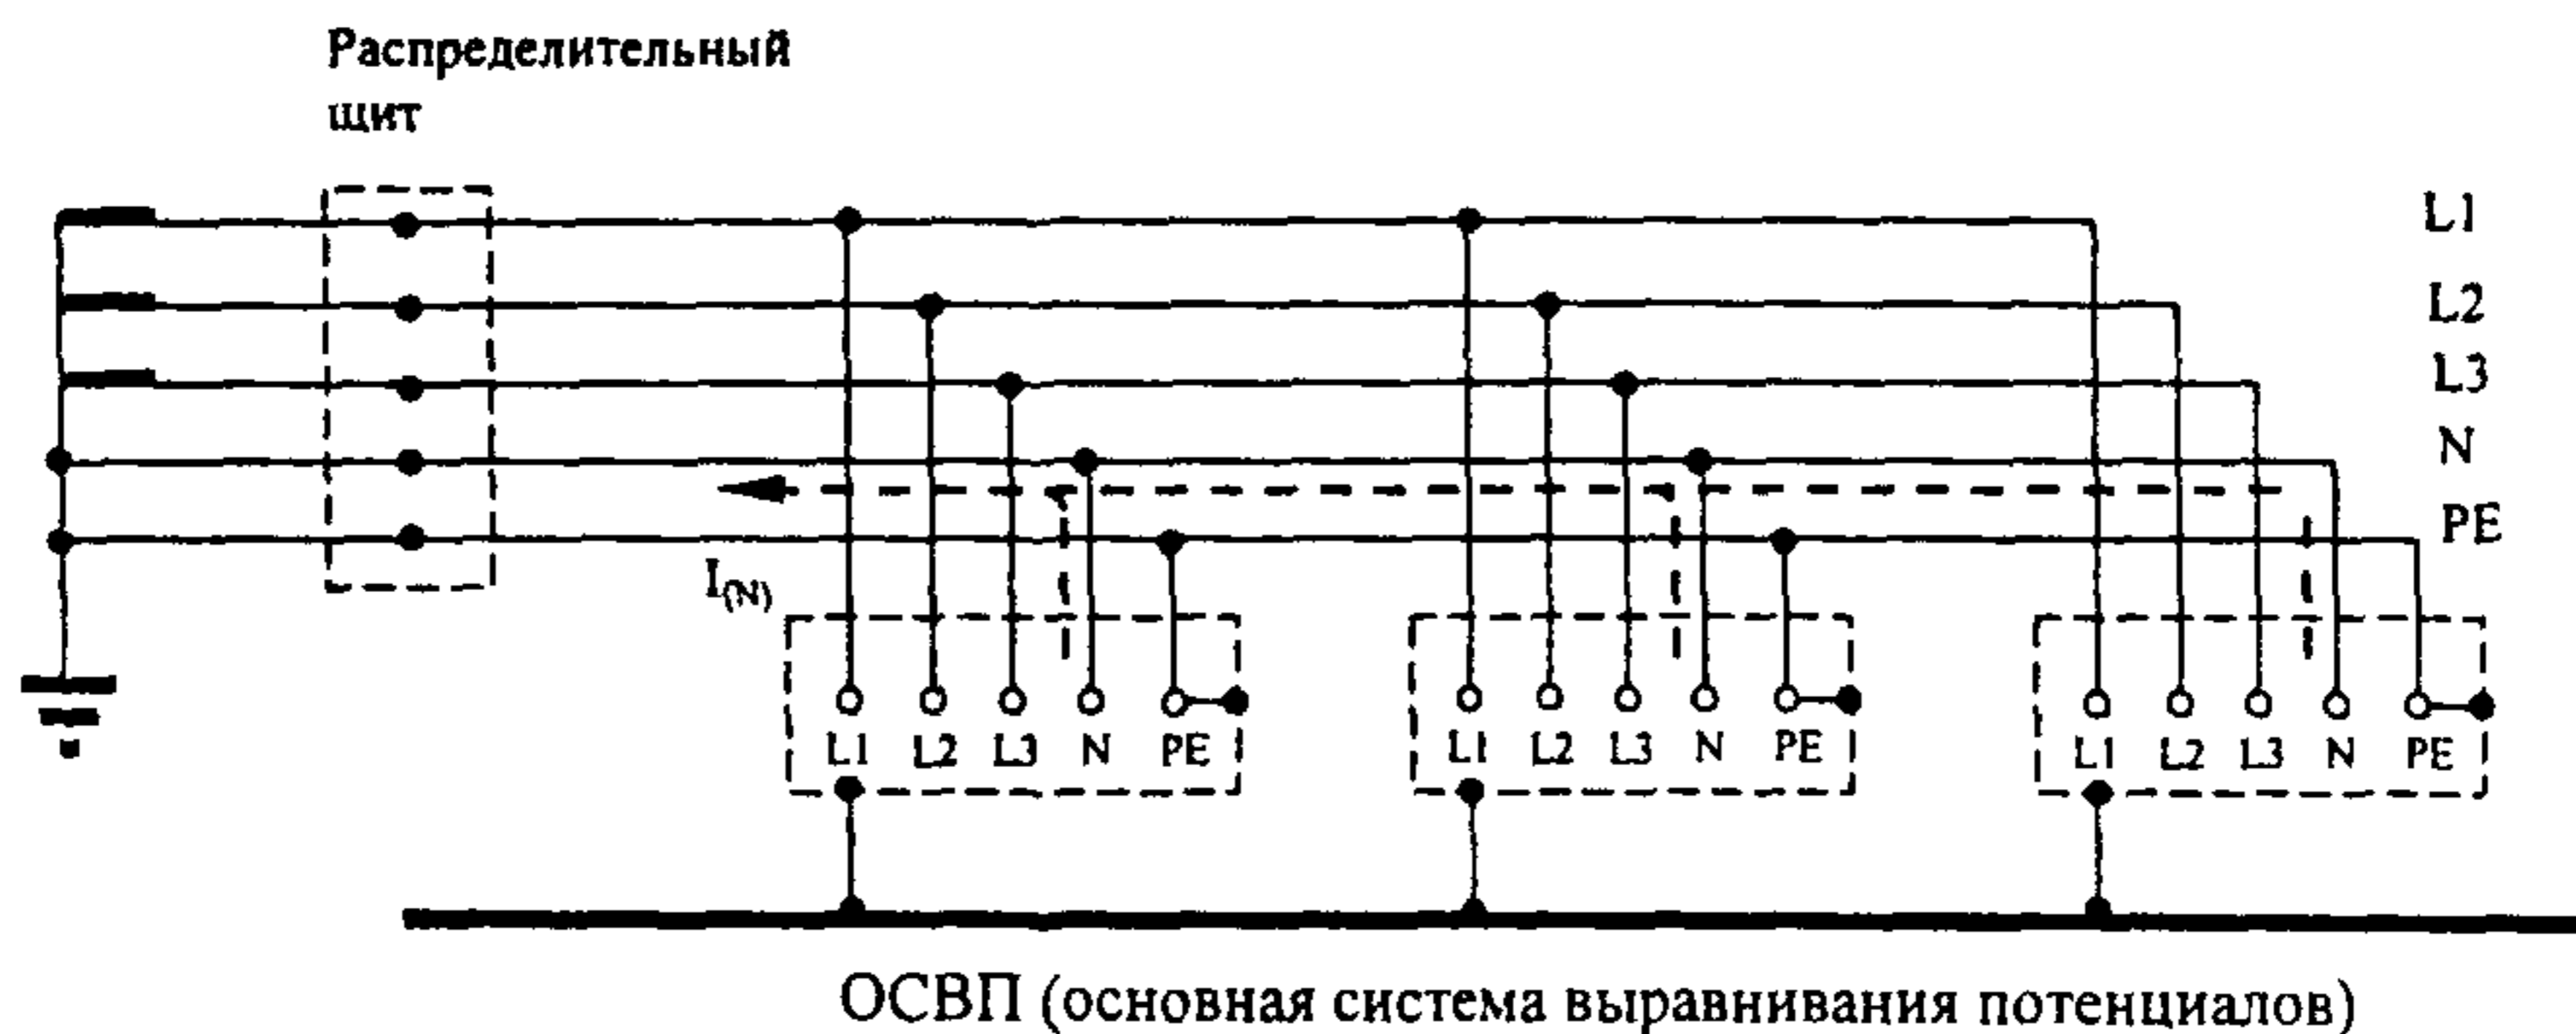 Распределительный
щит
L1
L2
L3
N
PE
I(N)
L1 L2 L3 N PE
L1 L2 L3 N PE
L1 L2 L3 N PE
ОСВП (основная система выравнивания потенциалов)